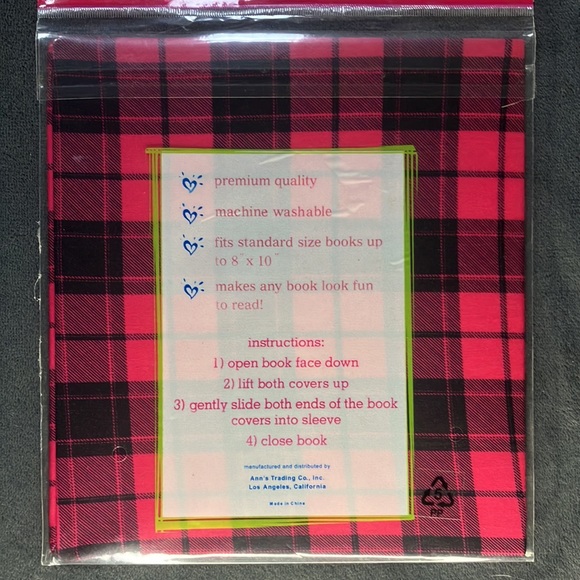 premium quality
machine washable
fits standard size books up
to 8" x 10"
makes any book look fun
to read!
instructions:
1) open book face down
2) lift both covers up
3) gently slide both ends of the book
covers into sleeve
4) close book
manufactured and distributed by
Ann's Trading Co., Inc.
Los Angeles, California
Made in China
5
PP